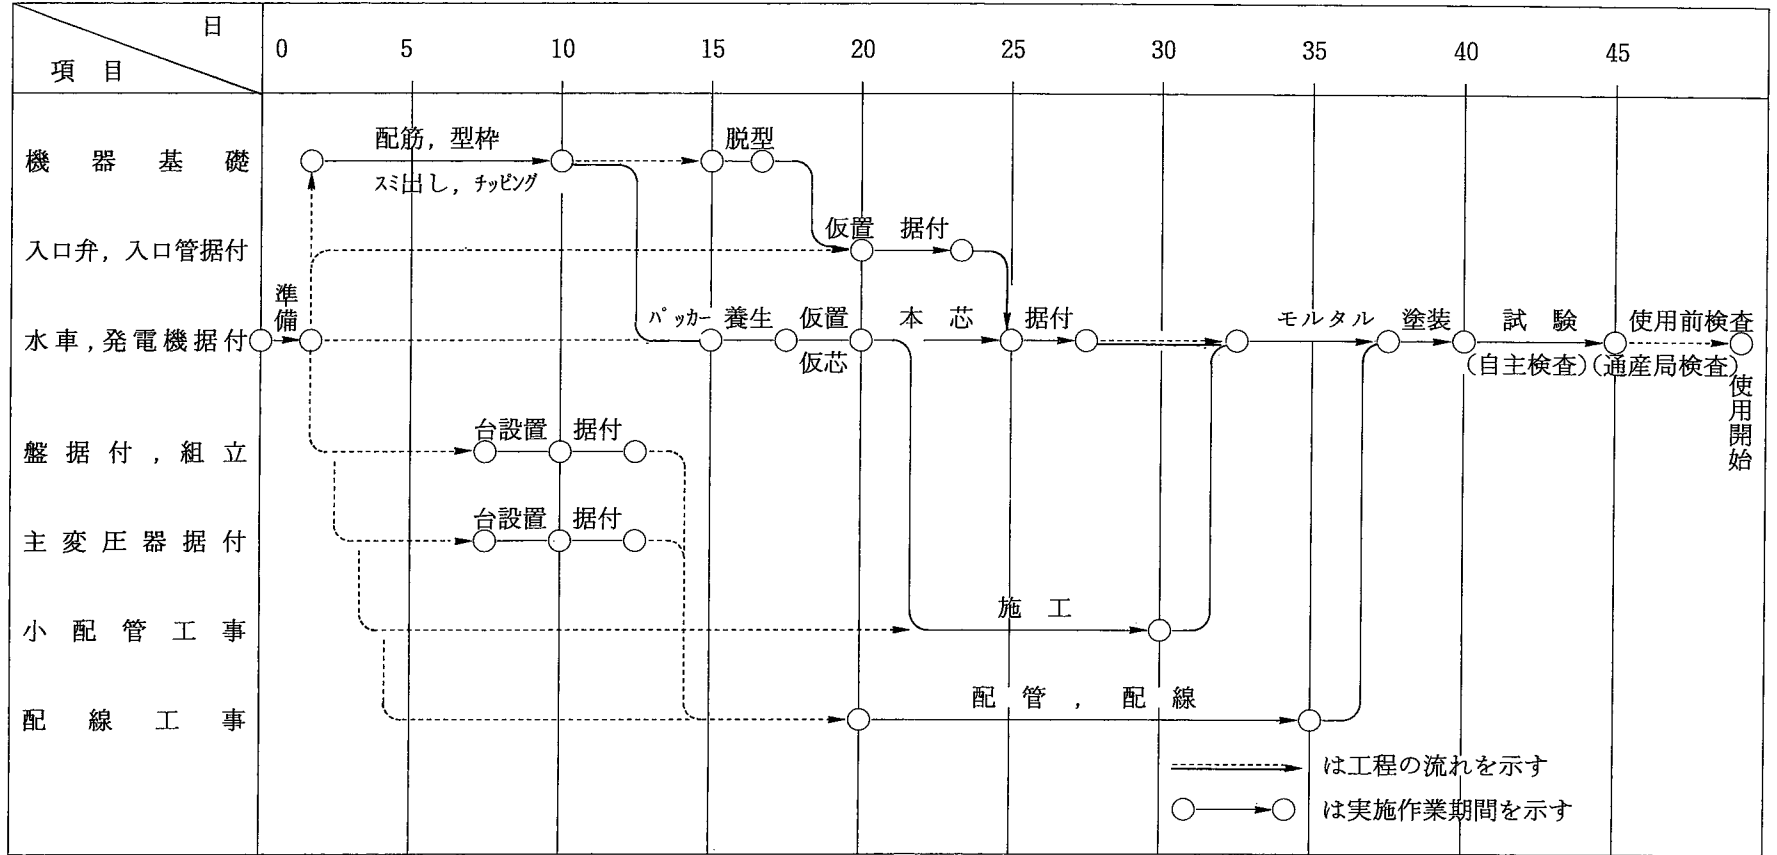 日
項 目
0 5 10 15 20 25 30 35 40 45
機器基礎
配筋，型枠
スミ出し，チッピング
脱型
入口弁，入口管据付
仮置 据付
水車，発電機据付
準備
パッカー 養生 仮置
仮芯
本 芯
据付
モルタル
塗装
試 験
(自主検査)
使用前検査
(通産局検査)
使用開始
盤据付，組立
台設置 据付
主変圧器据付
台設置 据付
小配管工事
施 工
配線工事
配 管 ， 配 線
は工程の流れを示す
は実施作業期間を示す